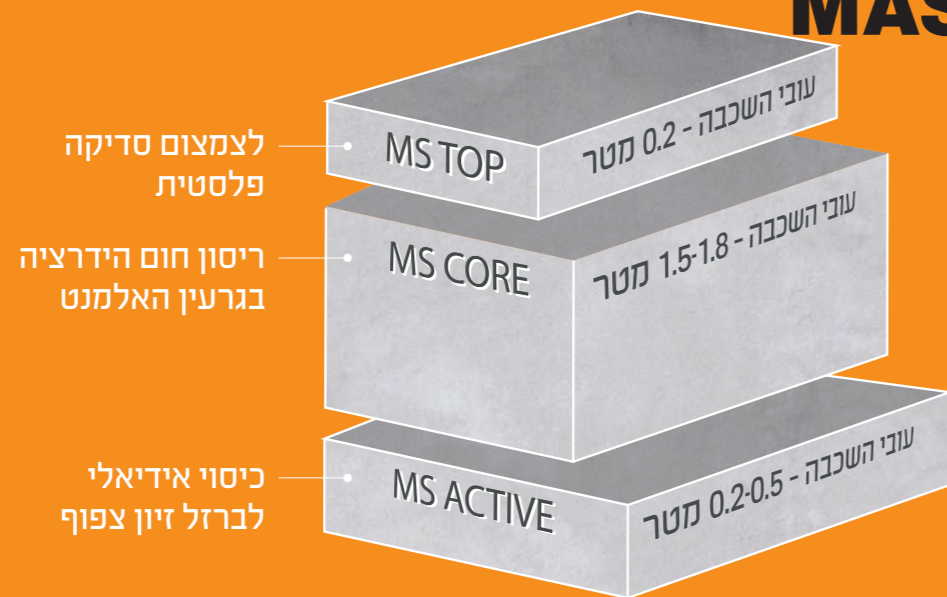 MAS
לצמצום סדיקה
פלסטית
MS TOP
עובי השכבה - 0.2 מטר
ריסון חום הידרציה
בגרעין האלמנט
MS CORE
עובי השכבה - 1.5-1.8 מטר
כיסוי אידיאלי
לברזל זיון צפוף
MS ACTIVE
עובי השכבה - 0.2-0.5 מטר